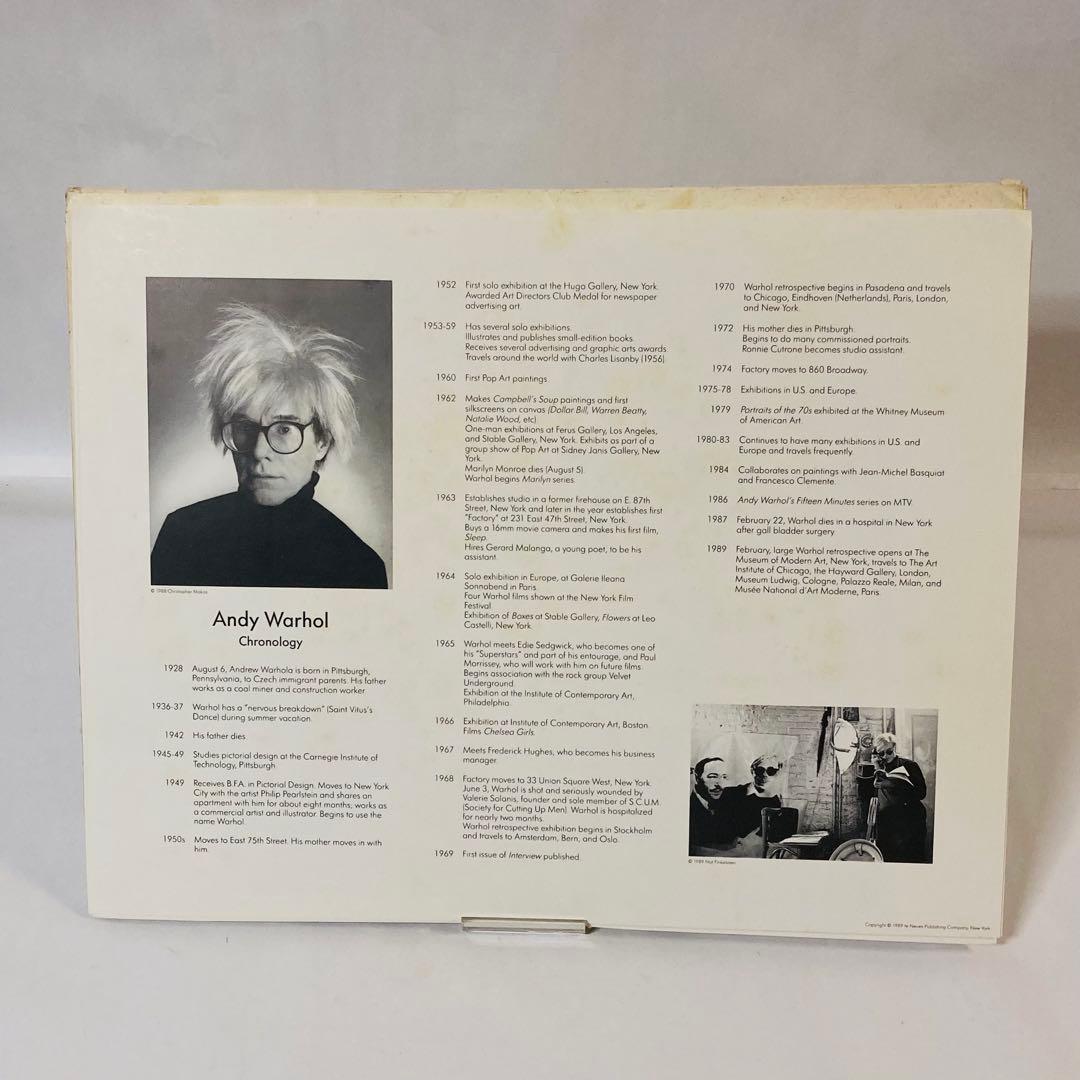 © 1988 Christopher Makos
Andy Warhol
Chronology
1928 August 6, Andrew Warhola is born in Pittsburgh,
Pennsylvania, to Czech immigrant parents. His father
works as a coal miner and construction worker
1936-37 Warhol has a "nervous breakdown" (Saint Vitus's
Dance) during summer vacation.
1942 His father dies.
1945-49 Studies pictorial design at the Carnegie Institute of
Technology, Pittsburgh.
1949 Receives B.F.A. in Pictorial Design. Moves to New York
City with the artist Philip Pearlstein and shares an
apartment with him for about eight months; works as
a commercial artist and illustrator. Begins to use the
name Warhol.
1950s Moves to East 75th Street. His mother moves in with
him.
1952 First solo exhibition at the Hugo Gallery, New York.
Awarded Art Directors Club Medal for newspaper
advertising art.
1953-59 Has several solo exhibitions.
Illustrates and publishes small-edition books.
Receives several advertising and graphic arts awards.
Travels around the world with Charles Lisanby (1956).
1960 First Pop Art paintings.
1962 Makes Campbell's Soup paintings and first
silkscreens on canvas (Dollar Bill, Warren Beatty,
Natalie Wood, etc)
One-man exhibitions at Ferus Gallery, Los Angeles,
and Stable Gallery, New York. Exhibits as part of a
group show of Pop Art at Sidney Janis Gallery, New
York.
Marilyn Monroe dies (August 5).
Warhol begins Marilyn series.
1963 Establishes studio in a former firehouse on E. 87th
Street, New York and later in the year establishes first
"Factory" at 231 East 47th Street, New York.
Buys a 16mm movie camera and makes his first film,
Sleep.
Hires Gerard Malanga, a young poet, to be his
assistant.
1964 Solo exhibition in Europe, at Galerie Ileana
Sonnabend in Paris.
Four Warhol films shown at the New York Film
Festival.
Exhibition of Boxes at Stable Gallery, Flowers at Leo
Castelli, New York.
1965 Warhol meets Edie Sedgwick, who becomes one of
his "Superstars" and part of his entourage, and Paul
Morrissey, who will work with him on future films.
Begins association with the rock group Velvet
Underground.
Exhibition at the Institute of Contemporary Art,
Philadelphia.
1966 Exhibition at Institute of Contemporary Art, Boston.
Films Chelsea Girls.
1967 Meets Frederick Hughes, who becomes his business
manager.
1968 Factory moves to 33 Union Square West, New York.
June 3, Warhol is shot and seriously wounded by
Valerie Solanis, founder and sole member of S.C.U.M.
(Society for Cutting Up Men). Warhol is hospitalized
for nearly two months.
Warhol retrospective exhibition begins in Stockholm
and travels to Amsterdam, Bern, and Oslo.
1969 First issue of Interview published.
1970 Warhol retrospective begins in Pasadena and travels
to Chicago, Eindhoven (Netherlands), Paris, London,
and New York.
1972 His mother dies in Pittsburgh.
Begins to do many commissioned portraits.
Ronnie Cutrone becomes studio assistant.
1974 Factory moves to 860 Broadway.
1975-78 Exhibitions in U.S. and Europe.
1979 Portraits of the 70s exhibited at the Whitney Museum
of American Art.
1980-83 Continues to have many exhibitions in U.S. and
Europe and travels frequently.
1984 Collaborates on paintings with Jean-Michel Basquiat
and Francesco Clemente.
1986 Andy Warhol's Fifteen Minutes series on MTV.
1987 February 22, Warhol dies in a hospital in New York
after gall bladder surgery
1989 February, large Warhol retrospective opens at The
Museum of Modern Art, New York, travels to The Art
Institute of Chicago, the Hayward Gallery, London,
Museum Ludwig, Cologne, Palazzo Reale, Milan, and
Musée National d'Art Moderne, Paris.
© 1989 Nat Finkelstein
Copyright © 1989 te Neues Publishing Company, New York